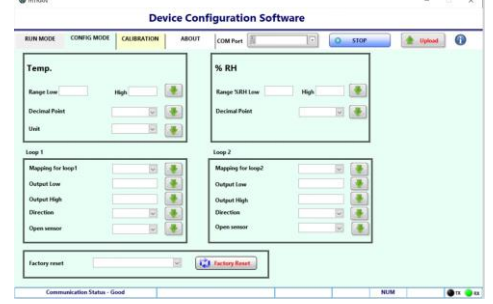 Device Configuration Software
RUN MODE CONFIG MODE CALIBRATION ABOUT COM Port STOP Upload
Temp.
Range Low High
Decimal Point
Unit
% RH
Range %RH Low High
Decimal Point
Loop 1
Mapping for loop1
Output Low
Output High
Direction
Open sensor
Loop 2
Mapping for loop2
Output Low
Output High
Direction
Open sensor
Factory reset Factory Reset
Communication Status - Good NUM TX RX